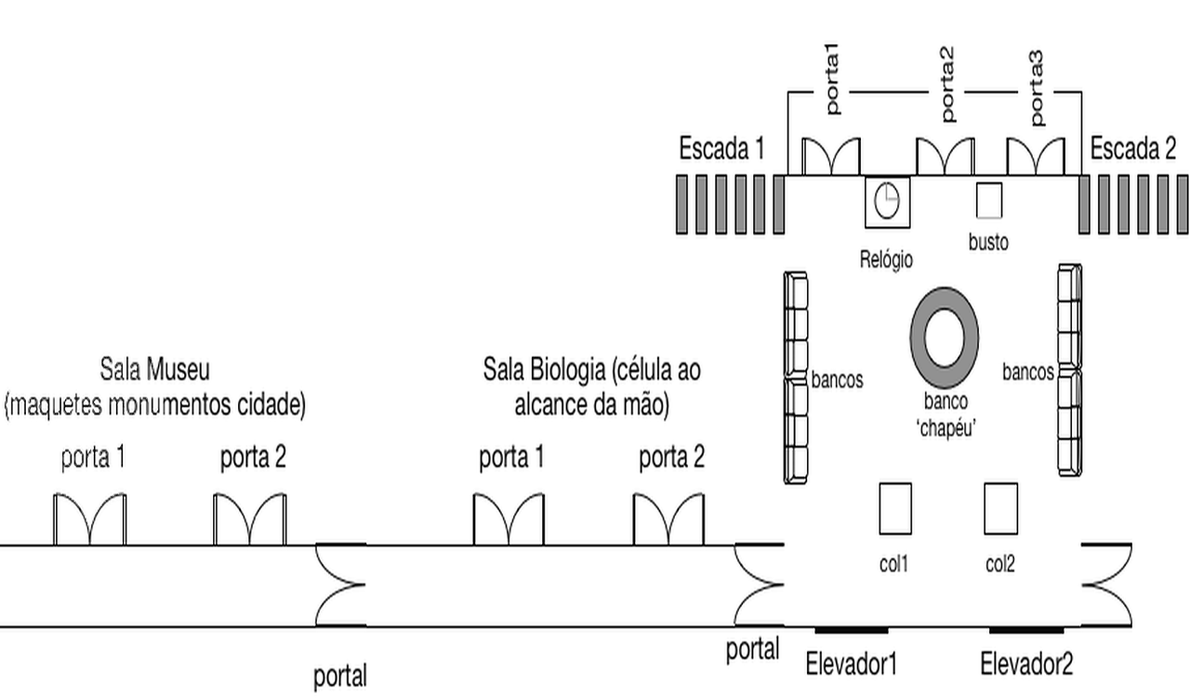 porta1
porta2
porta3
Escada 1
Escada 2
Relógio
busto
bancos
bancos
banco
‘chapéu’
Sala Museu
(maquetes monumentos cidade)
porta 1
porta 2
Sala Biologia (célula ao
alcance da mão)
porta 1
porta 2
col1
col2
portal
portal
Elevador1
Elevador2